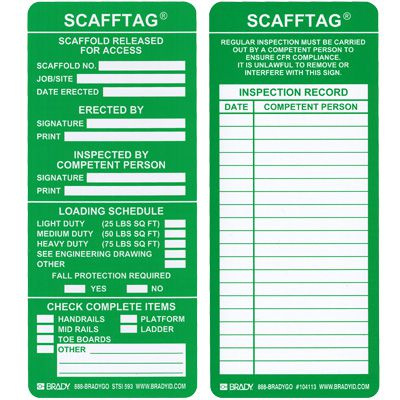 SCAFFTAG®
SCAFFOLD RELEASED
FOR ACCESS
SCAFFOLD NO.
JOB/SITE
DATE ERECTED
ERECTED BY
SIGNATURE
PRINT
INSPECTED BY
COMPETENT PERSON
SIGNATURE
PRINT
LOADING SCHEDULE
LIGHT DUTY (25 LBS SQ FT)
MEDIUM DUTY (50 LBS SQ FT)
HEAVY DUTY (75 LBS SQ FT)
SEE ENGINEERING DRAWING
OTHER
FALL PROTECTION REQUIRED
YES NO
CHECK COMPLETE ITEMS
HANDRAILS PLATFORM
MID RAILS LADDER
TOE BOARDS
OTHER
BRADY 888-BRADYGO STSI 593 WWW.BRADYID.COM
SCAFFTAG®
REGULAR INSPECTION MUST BE CARRIED
OUT BY A COMPETENT PERSON TO
ENSURE CFR COMPLIANCE.
IT IS UNLAWFUL TO REMOVE OR
INTERFERE WITH THIS SIGN.
INSPECTION RECORD
DATE COMPETENT PERSON
BRADY 888-BRADYGO #104113 WWW.BRADYID.COM